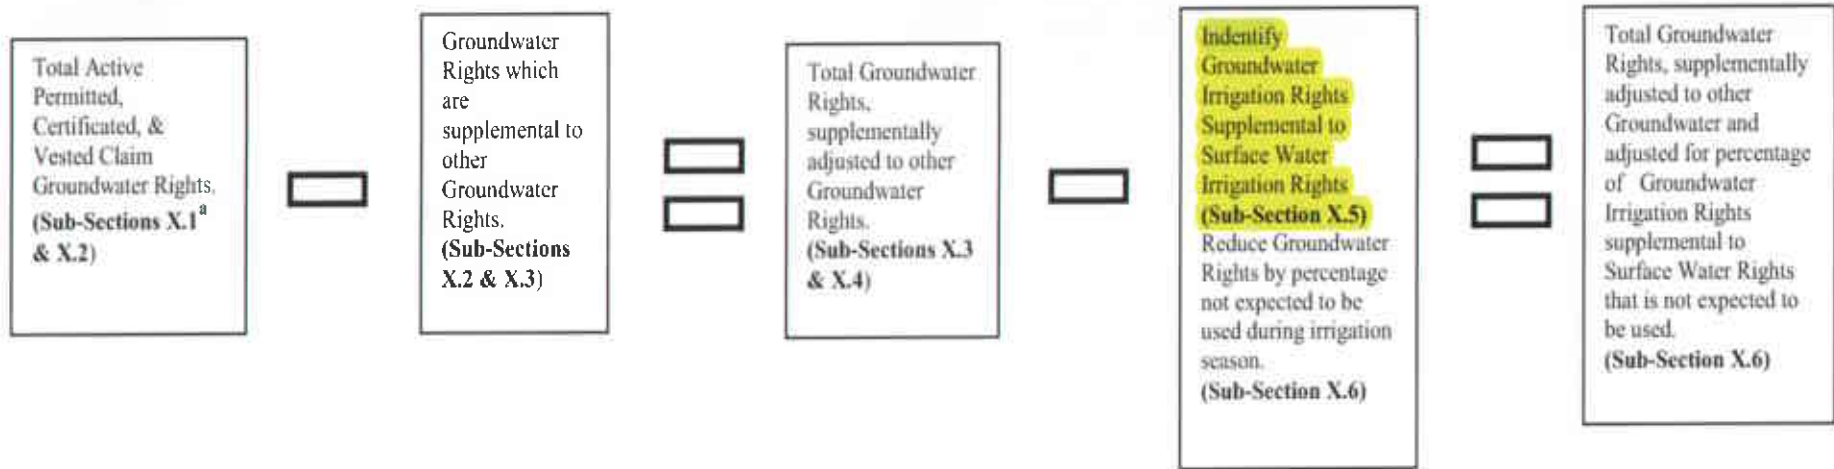 Total Active
Permitted,
Certificated, &
Vested Claim
Groundwater Rights.
(Sub-Sections X.1a
& X.2)
Groundwater
Rights which
are
supplemental to
other
Groundwater
Rights.
(Sub-Sections
X.2 & X.3)
Total Groundwater
Rights,
supplementally
adjusted to other
Groundwater
Rights.
(Sub-Sections X.3
& X.4)
Indentify
Groundwater
Irrigation Rights
Supplemental to
Surface Water
Irrigation Rights
(Sub-Section X.5)
Reduce Groundwater
Rights by percentage
not expected to be
used during irrigation
season.
(Sub-Section X.6)
Total Groundwater
Rights, supplementally
adjusted to other
Groundwater and
adjusted for percentage
of Groundwater
Irrigation Rights
supplemental to
Surface Water Rights
that is not expected to
be used.
(Sub-Section X.6)